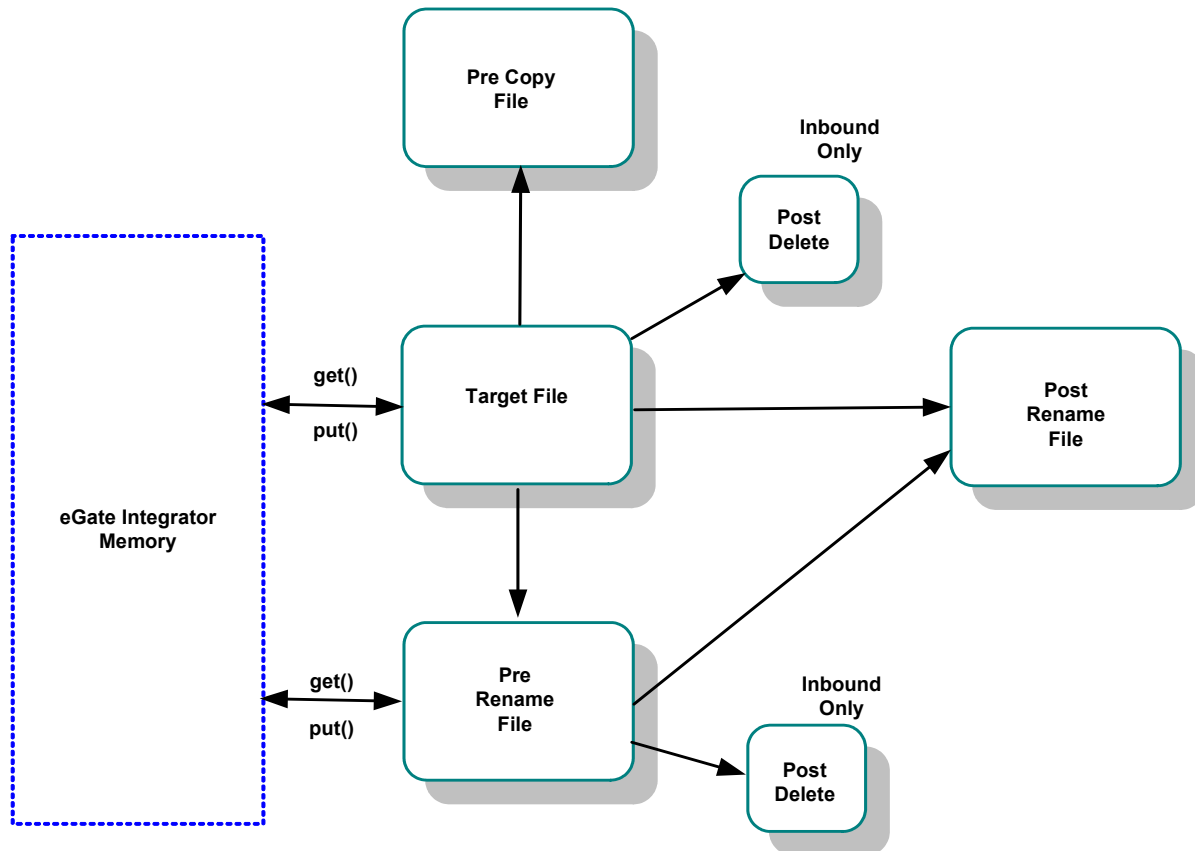 Pre Copy
File
Inbound
Only
Post
Delete
get()
put()
Target File
Post
Rename
File
eGate Integrator
Memory
get()
put()
Pre
Rename
File
Inbound
Only
Post
Delete